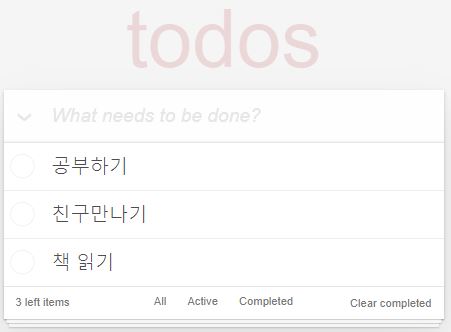 todos
What needs to be done?
공부하기
친구만나기
책 읽기
3 left items All Active Completed Clear completed